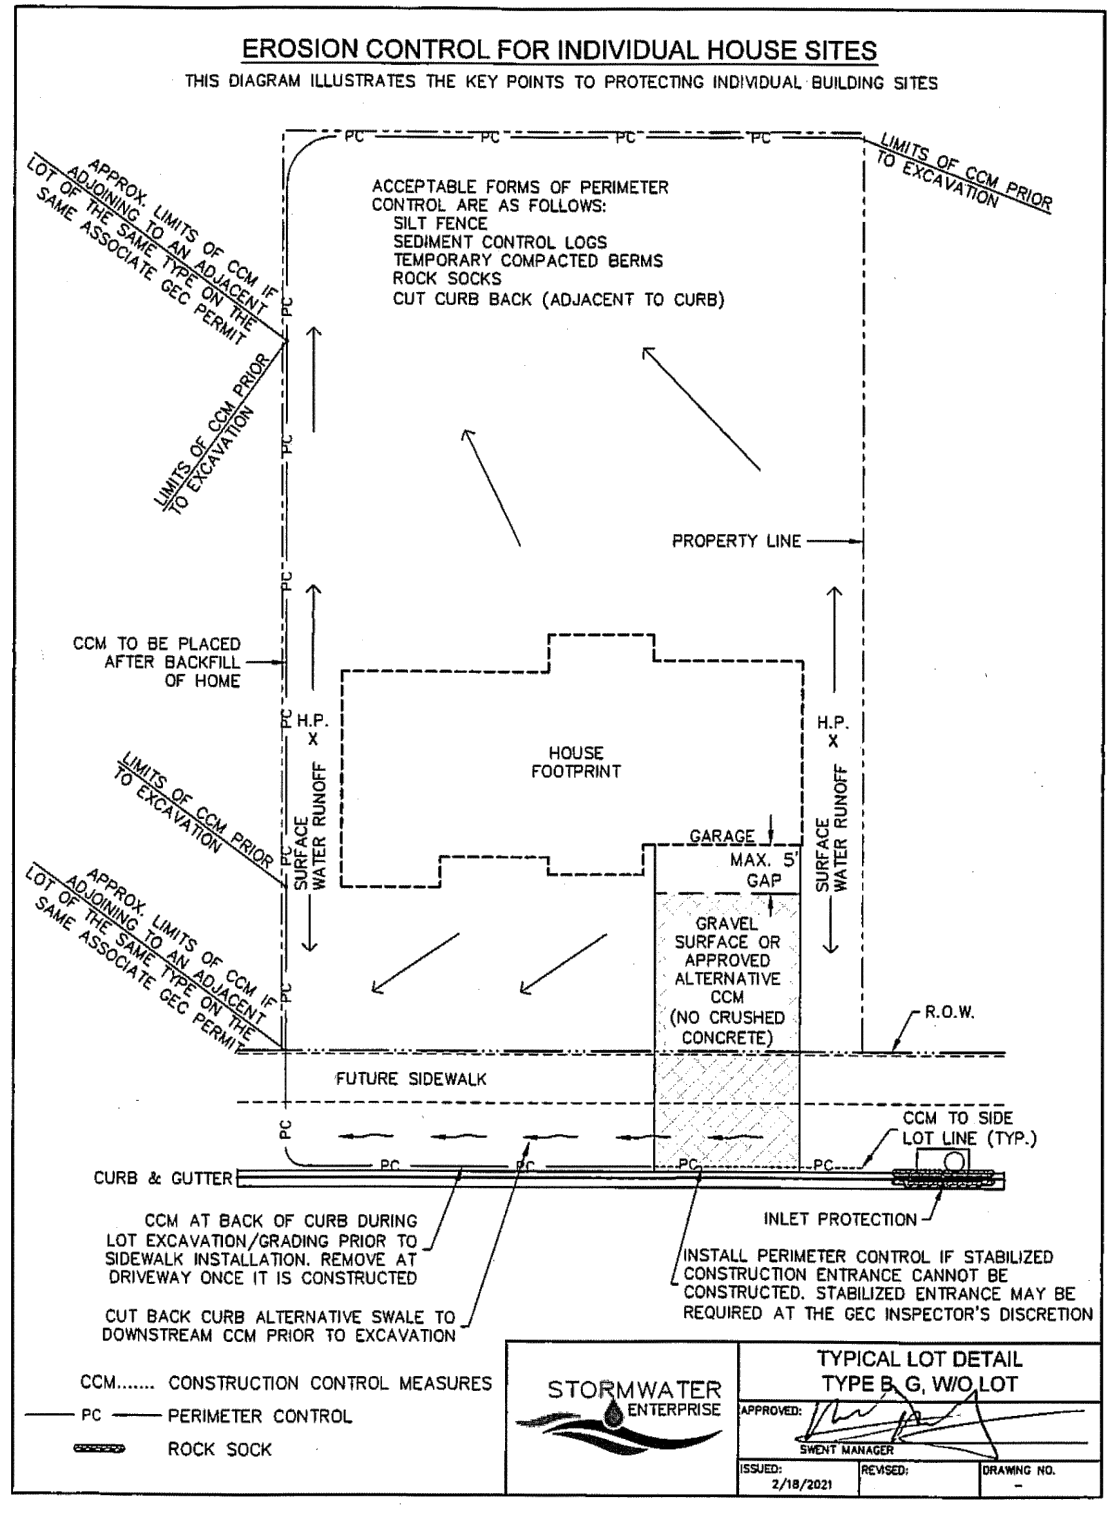 EROSION CONTROL FOR INDIVIDUAL HOUSE SITES
THIS DIAGRAM ILLUSTRATES THE KEY POINTS TO PROTECTING INDIVIDUAL BUILDING SITES
PC PC PC PC
LIMITS OF CCM PRIOR
TO EXCAVATION
APPROX. LIMITS OF CCM IF
ADJOINING TO AN ADJACENT
LOT OF THE SAME TYPE ON THE
SAME ASSOCIATE GEC PERMIT
ACCEPTABLE FORMS OF PERIMETER
CONTROL ARE AS FOLLOWS:
SILT FENCE
SEDIMENT CONTROL LOGS
TEMPORARY COMPACTED BERMS
ROCK SOCKS
CUT CURB BACK (ADJACENT TO CURB)
PC
LIMITS OF CCM PRIOR
TO EXCAVATION
PC
PROPERTY LINE
PC
CCM TO BE PLACED
AFTER BACKFILL
OF HOME
PC
H.P.
X
H.P.
X
HOUSE
FOOTPRINT
SURFACE
WATER RUNOFF
SURFACE
WATER RUNOFF
LIMITS OF CCM PRIOR
TO EXCAVATION
PC
GARAGE
MAX. 5'
GAP
APPROX. LIMITS OF CCM IF
ADJOINING TO AN ADJACENT
LOT OF THE SAME TYPE ON THE
SAME ASSOCIATE GEC PERMIT
GRAVEL
SURFACE OR
APPROVED
ALTERNATIVE
CCM
(NO CRUSHED
CONCRETE)
PC
R.O.W.
FUTURE SIDEWALK
PC
CCM TO SIDE
LOT LINE (TYP.)
PC PC PC PC
CURB & GUTTER
INLET PROTECTION
CCM AT BACK OF CURB DURING
LOT EXCAVATION/GRADING PRIOR TO
SIDEWALK INSTALLATION. REMOVE AT
DRIVEWAY ONCE IT IS CONSTRUCTED
INSTALL PERIMETER CONTROL IF STABILIZED
CONSTRUCTION ENTRANCE CANNOT BE
CONSTRUCTED. STABILIZED ENTRANCE MAY BE
REQUIRED AT THE GEC INSPECTOR'S DISCRETION
CUT BACK CURB ALTERNATIVE SWALE TO
DOWNSTREAM CCM PRIOR TO EXCAVATION
CCM....... CONSTRUCTION CONTROL MEASURES
PC PERIMETER CONTROL
ROCK SOCK
STORMWATER
ENTERPRISE
TYPICAL LOT DETAIL
TYPE B, G, W/O LOT
APPROVED:
SWENT MANAGER
ISSUED:
2/18/2021
REVISED:
DRAWING NO.
–